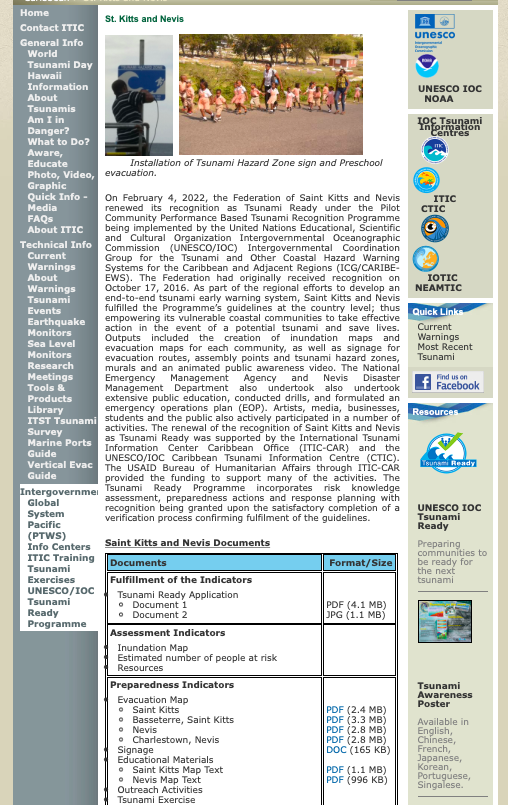 Home
Contact ITIC
General Info
World
Tsunami Day
Hawaii
Information
About
Tsunamis
Am I in
Danger?
What to Do?
Aware,
Educate
Photo, Video,
Graphic
Quick Info -
Media
FAQs
About ITIC
Technical Info
Current
Warnings
About
Warnings
Tsunami
Events
Earthquake
Monitors
Sea Level
Monitors
Research
Meetings
Tools &
Products
Library
ITST Tsunami
Survey
Marine Ports
Guide
Vertical Evac
Guide
Intergovernmen
Global
System
Pacific
(PTWS)
Info Centers
ITIC Training
Tsunami
Exercises
UNESCO/IOC
Tsunami
Ready
Programme
St. Kitts and Nevis
Installation of Tsunami Hazard Zone sign and Preschool
evacuation.
On February 4, 2022, the Federation of Saint Kitts and Nevis
renewed its recognition as Tsunami Ready under the Pilot
Community Performance Based Tsunami Recognition Programme
being implemented by the United Nations Educational, Scientific
and Cultural Organization Intergovernmental Oceanographic
Commission (UNESCO/IOC) Intergovernmental Coordination
Group for the Tsunami and Other Coastal Hazard Warning
Systems for the Caribbean and Adjacent Regions (ICG/CARIBE-
EWS). The Federation had originally received recognition on
October 17, 2016. As part of the regional efforts to develop an
end-to-end tsunami early warning system, Saint Kitts and Nevis
fulfilled the Programme's guidelines at the country level; thus
empowering its vulnerable coastal communities to take effective
action in the event of a potential tsunami and save lives.
Outputs included the creation of inundation maps and
evacuation maps for each community, as well as signage for
evacuation routes, assembly points and tsunami hazard zones,
murals and an animated public awareness video. The National
Emergency Management Agency and Nevis Disaster
Management Department also undertook also undertook
extensive public education, conducted drills, and formulated an
emergency operations plan (EOP). Artists, media, businesses,
students and the public also actively participated in a number of
activities. The renewal of the recognition of Saint Kitts and Nevis
as Tsunami Ready was supported by the International Tsunami
Information Center Caribbean Office (ITIC-CAR) and the
UNESCO/IOC Caribbean Tsunami Information Centre (CTIC).
The USAID Bureau of Humanitarian Affairs through ITIC-CAR
provided the funding to support many of the activities. The
Tsunami Ready Programme incorporates risk knowledge
assessment, preparedness actions and response planning with
recognition being granted upon the satisfactory completion of a
verification process confirming fulfilment of the guidelines.
Saint Kitts and Nevis Documents
Documents Format/Size
Fulfillment of the Indicators
Tsunami Ready Application
Document 1 PDF (4.1 MB)
Document 2 JPG (1.1 MB)
Assessment Indicators
Inundation Map
Estimated number of people at risk
Resources
Preparedness Indicators
Evacuation Map
Saint Kitts PDF (2.4 MB)
Basseterre, Saint Kitts PDF (3.3 MB)
Nevis PDF (2.8 MB)
Charlestown, Nevis PDF (2.8 MB)
Signage DOC (165 KB)
Educational Materials
Saint Kitts Map Text PDF (1.1 MB)
Nevis Map Text PDF (996 KB)
Outreach Activities
Tsunami Exercise
unesco
UNESCO IOC
NOAA
IOC Tsunami
Information
Centres
ITIC
CTIC
IOTIC
NEAMTIC
Quick Links
Current
Warnings
Most Recent
Tsunami
Find us on
Facebook
Resources
Tsunami Ready
UNESCO IOC
Tsunami
Ready
Preparing
communities to
be ready for
the next
tsunami
Tsunami
Awareness
Poster
Available in
English,
Chinese,
French,
Japanese,
Korean,
Portuguese,
Singalese.